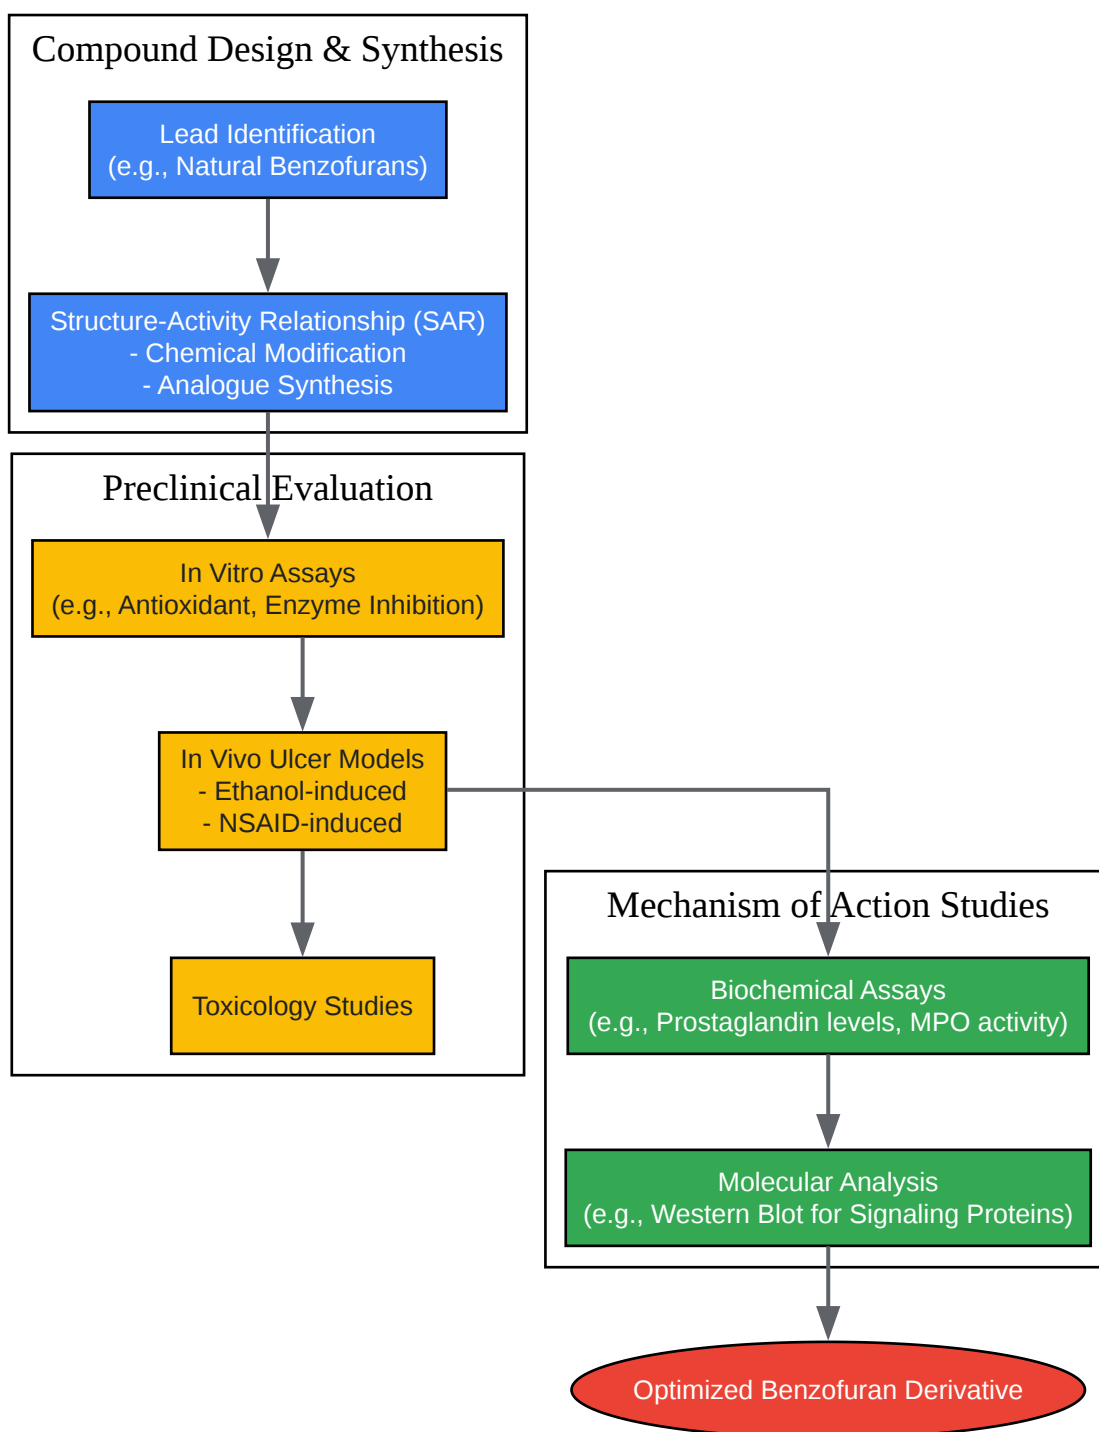 Compound Design & Synthesis
Lead Identification
(e.g., Natural Benzofurans)
Structure-Activity Relationship (SAR)
- Chemical Modification
- Analogue Synthesis
Preclinical Evaluation
In Vitro Assays
(e.g., Antioxidant, Enzyme Inhibition)
In Vivo Ulcer Models
- Ethanol-induced
- NSAID-induced
Toxicology Studies
Mechanism of Action Studies
Biochemical Assays
(e.g., Prostaglandin levels, MPO activity)
Molecular Analysis
(e.g., Western Blot for Signaling Proteins)
Optimized Benzofuran Derivative